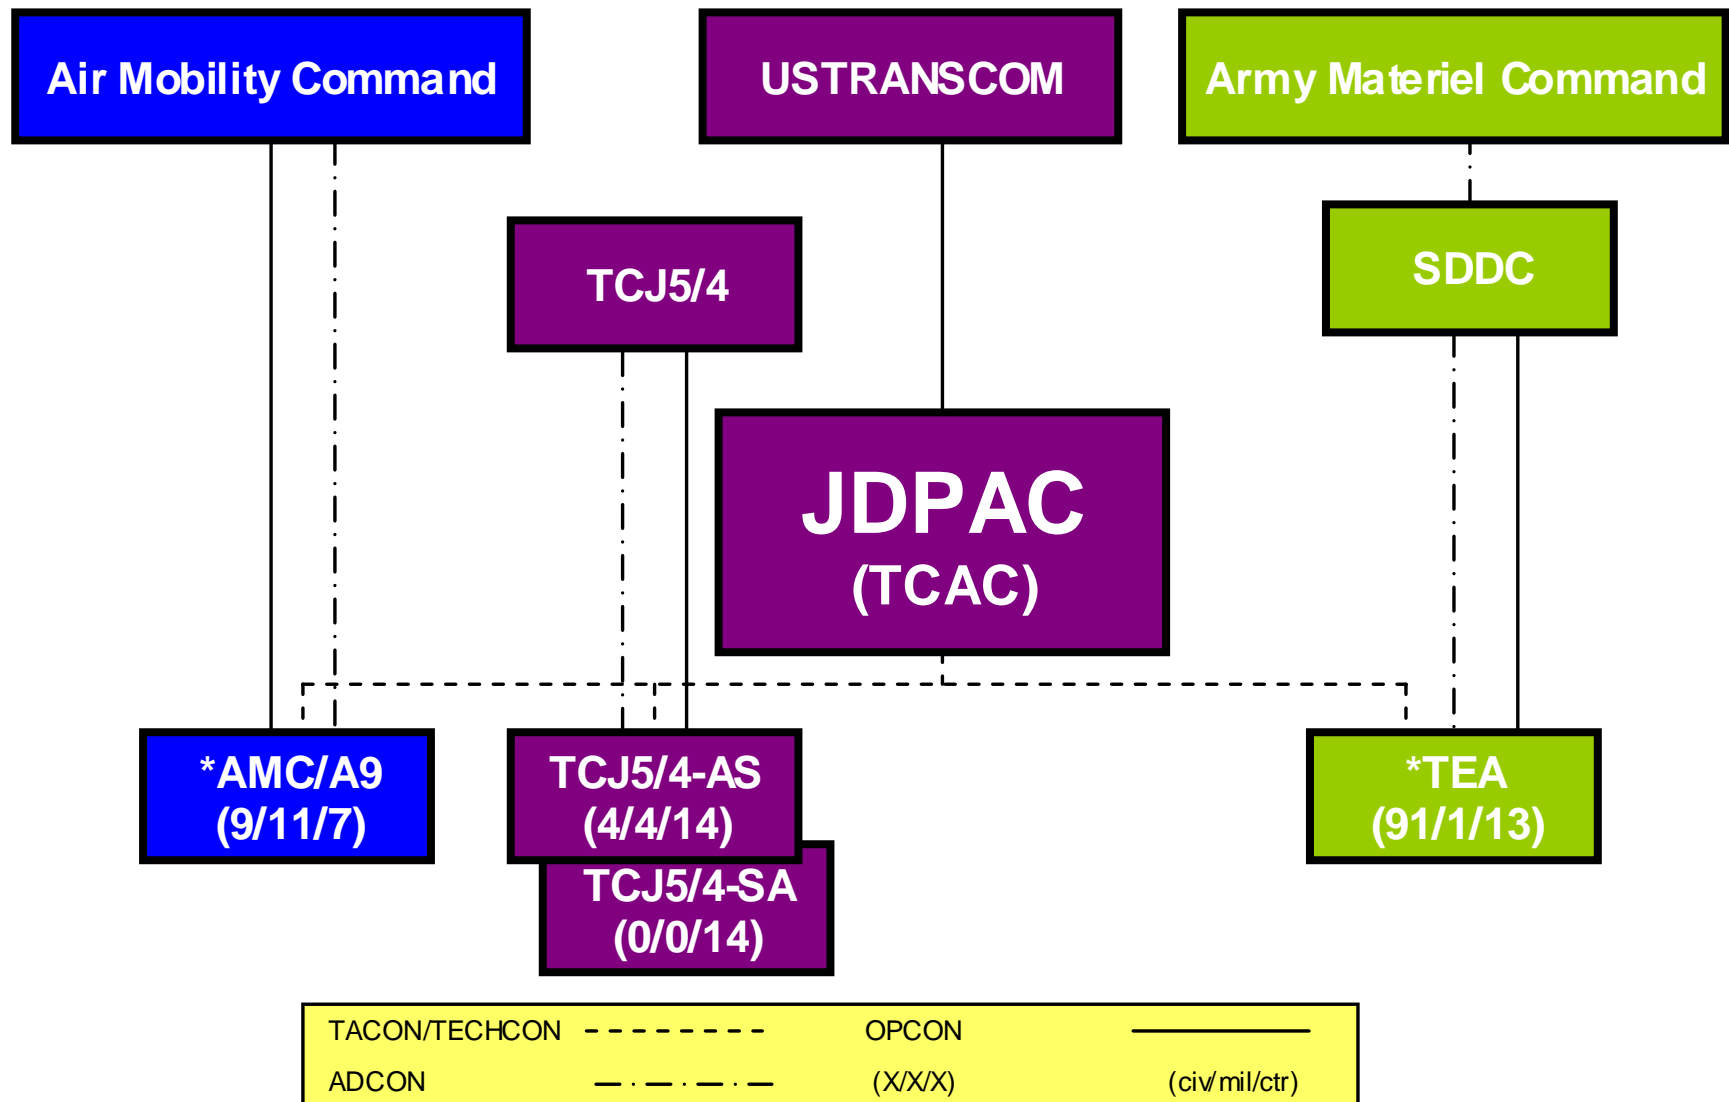 Air Mobility Command
USTRANSCOM
Army Materiel Command
TCJ5/4
SDDC
JDPAC
(TCAC)
*AMC/A9
(9/11/7)
TCJ5/4-AS
(4/4/14)
TCJ5/4-SA
(0/0/14)
*TEA
(91/1/13)
TACON/TECHCON
OPCON
ADCON
(X/X/X)
(civ/mil/ctr)